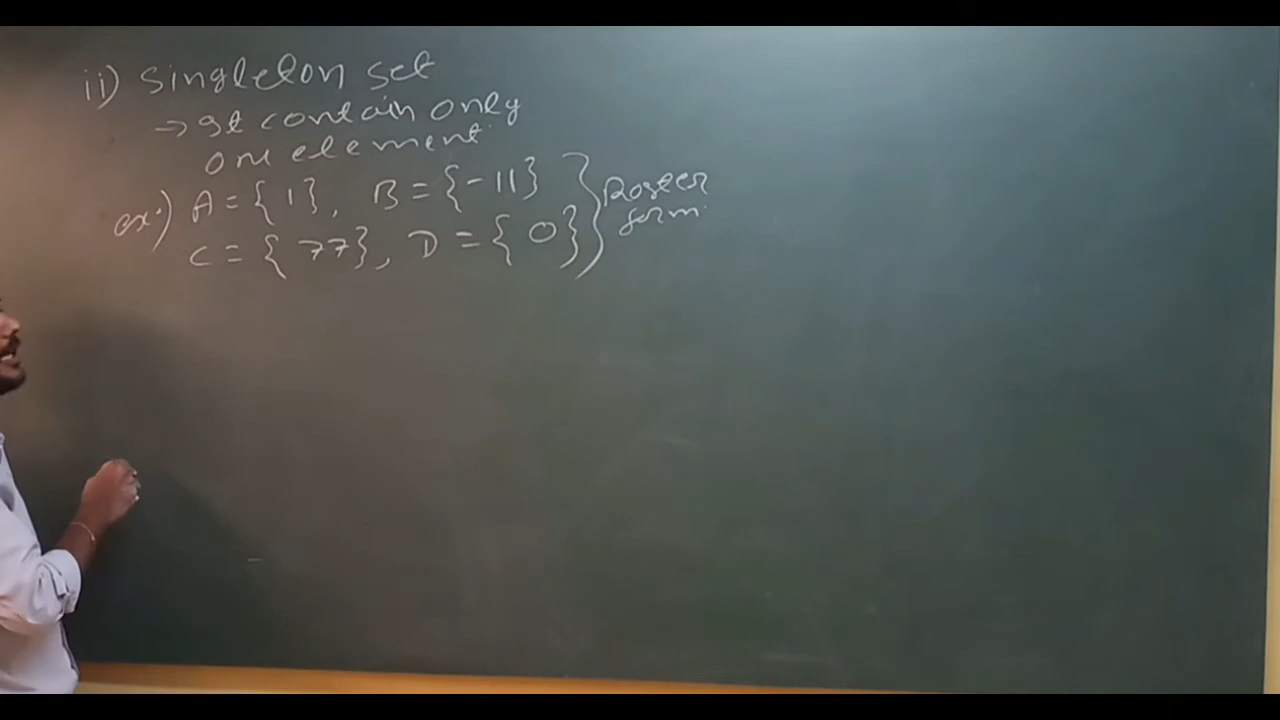 ii) Singleton set
→ It contain only
one element.
ex:) A = { 1 }, B = { -11 }
C = { 77 }, D = { 0 }
Roster
form.